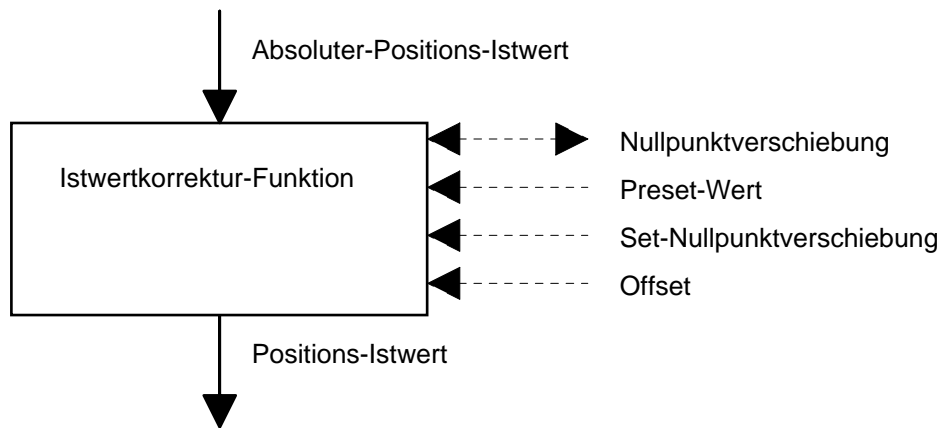 Absoluter-Positions-Istwert
Istwertkorrektur-Funktion
Nullpunktverschiebung
Preset-Wert
Set-Nullpunktverschiebung
Offset
Positions-Istwert